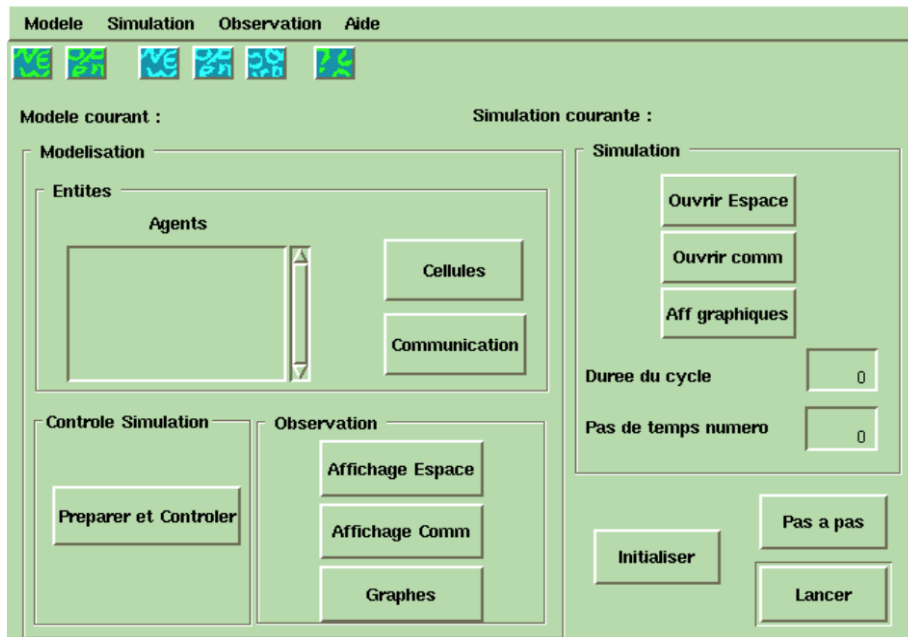 Modele Simulation Observation Aide
Modele courant : Simulation courante :
Modelisation
Entites
Agents
Cellules
Communication
Controle Simulation
Preparer et Controler
Observation
Affichage Espace
Affichage Comm
Graphes
Simulation
Ouvrir Espace
Ouvrir comm
Aff graphiques
Duree du cycle 0
Pas de temps numero 0
Initialiser
Pas a pas
Lancer